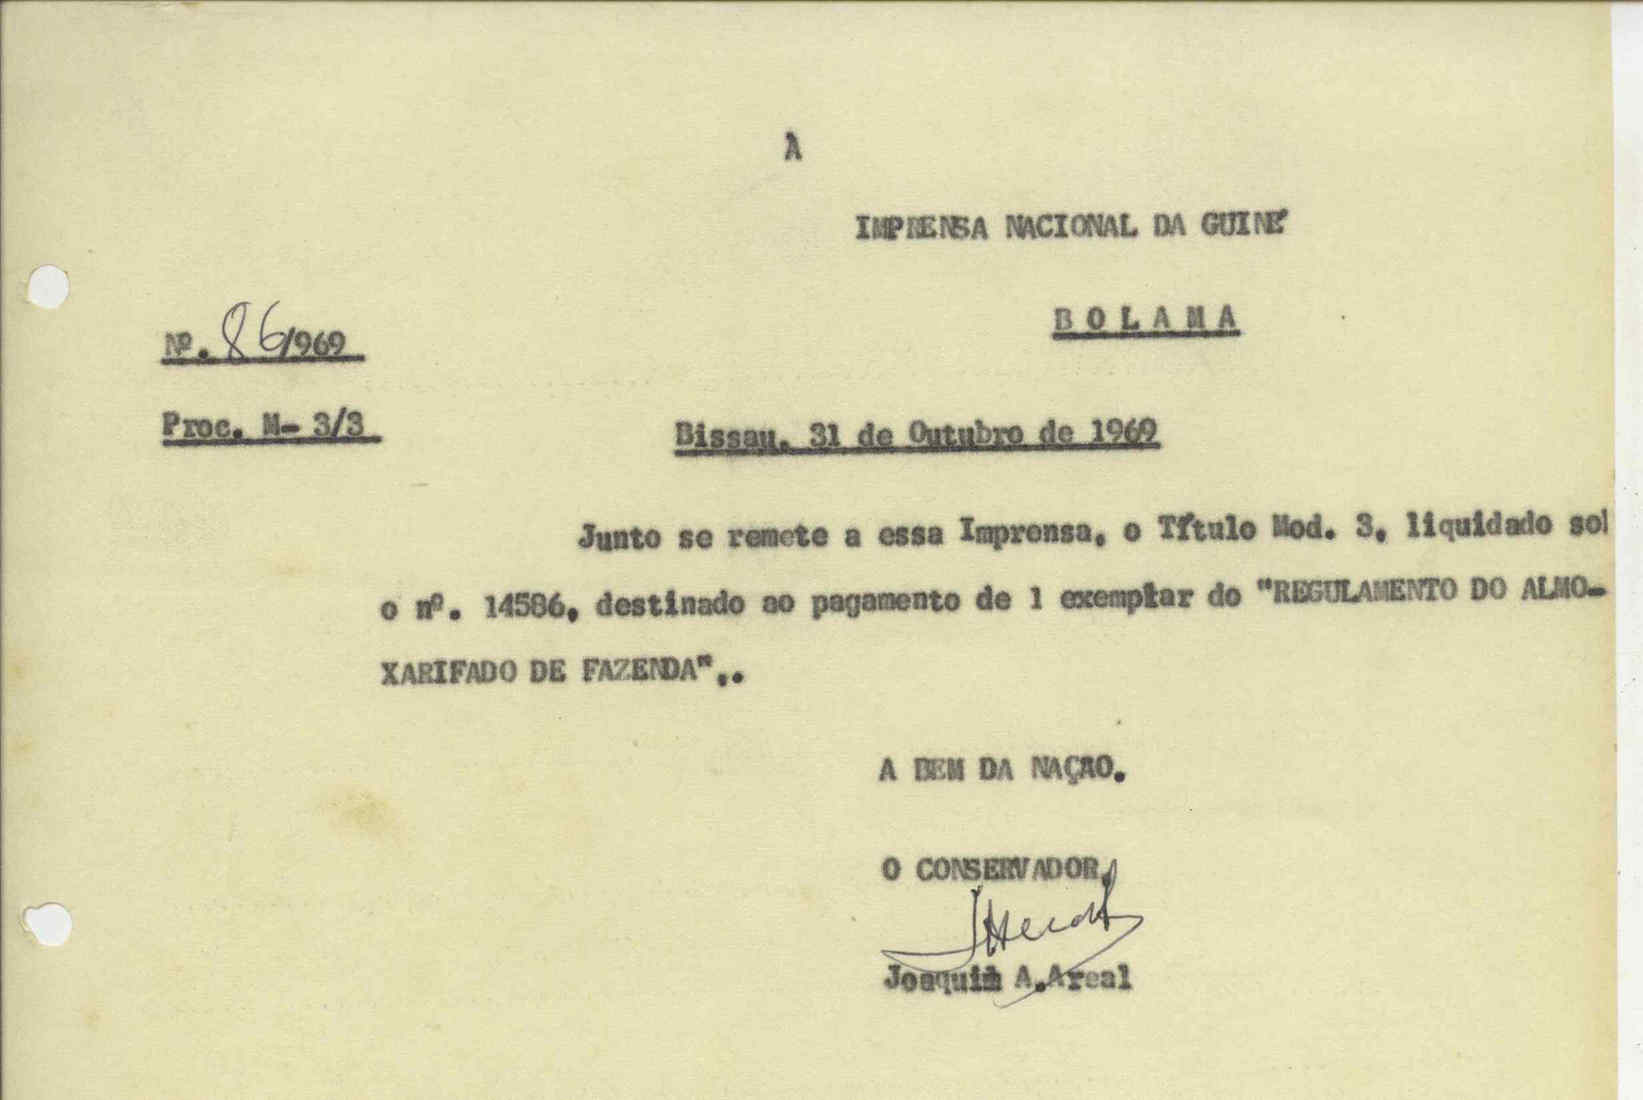 À
IMPRENSA NACIONAL DA GUINÉ
BOLAMA
Nº. 86/969
Proc. M- 3/3
Bissau, 31 de Outubro de 1969
Junto se remete a essa Imprensa, o Título Mod. 3, liquidado sob
o nº. 14586, destinado ao pagamento de 1 exemplar do "REGULAMENTO DO ALMO-
XARIFADO DE FAZENDA",.
A BEM DA NAÇÃO.
O CONSERVADOR,
Joaquim A.Areal